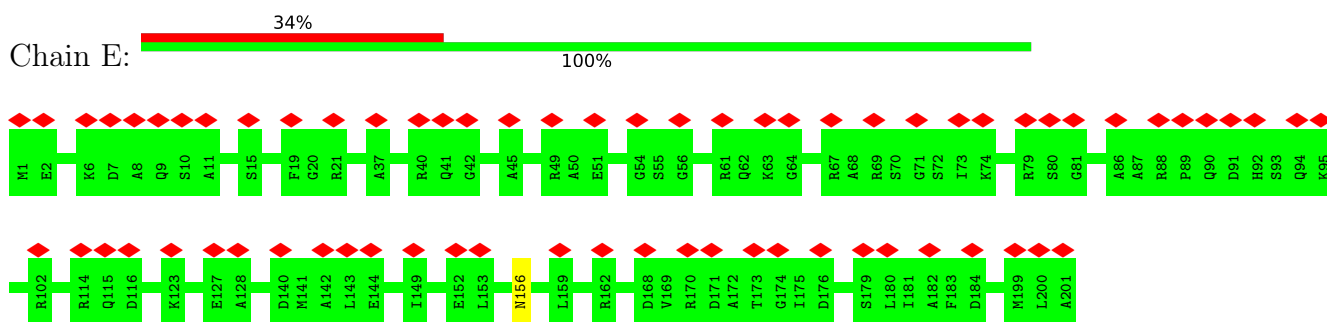 34%
Chain E:
100%
M1 E2 K6 D7 A8 Q9 S10 A11 S15 F19 G20 R21 A37 R40 Q41 G42 A45 R49 A50 E51 G54 S55 G56 R61 Q62 K63 G64 R67 A68 R69 S70 G71 S72 I73 K74 R79 S80 G81 A86 A87 R88 P89 Q90 D91 H92 S93 Q94 K95
R102 R114 Q115 D116 K123 E127 A128 D140 M141 A142 L143 E144 I149 E152 L153 N156 L159 R162 D168 V169 R170 D171 A172 T173 G174 I175 D176 S179 L180 I181 A182 F183 D184 M199 L200 A201